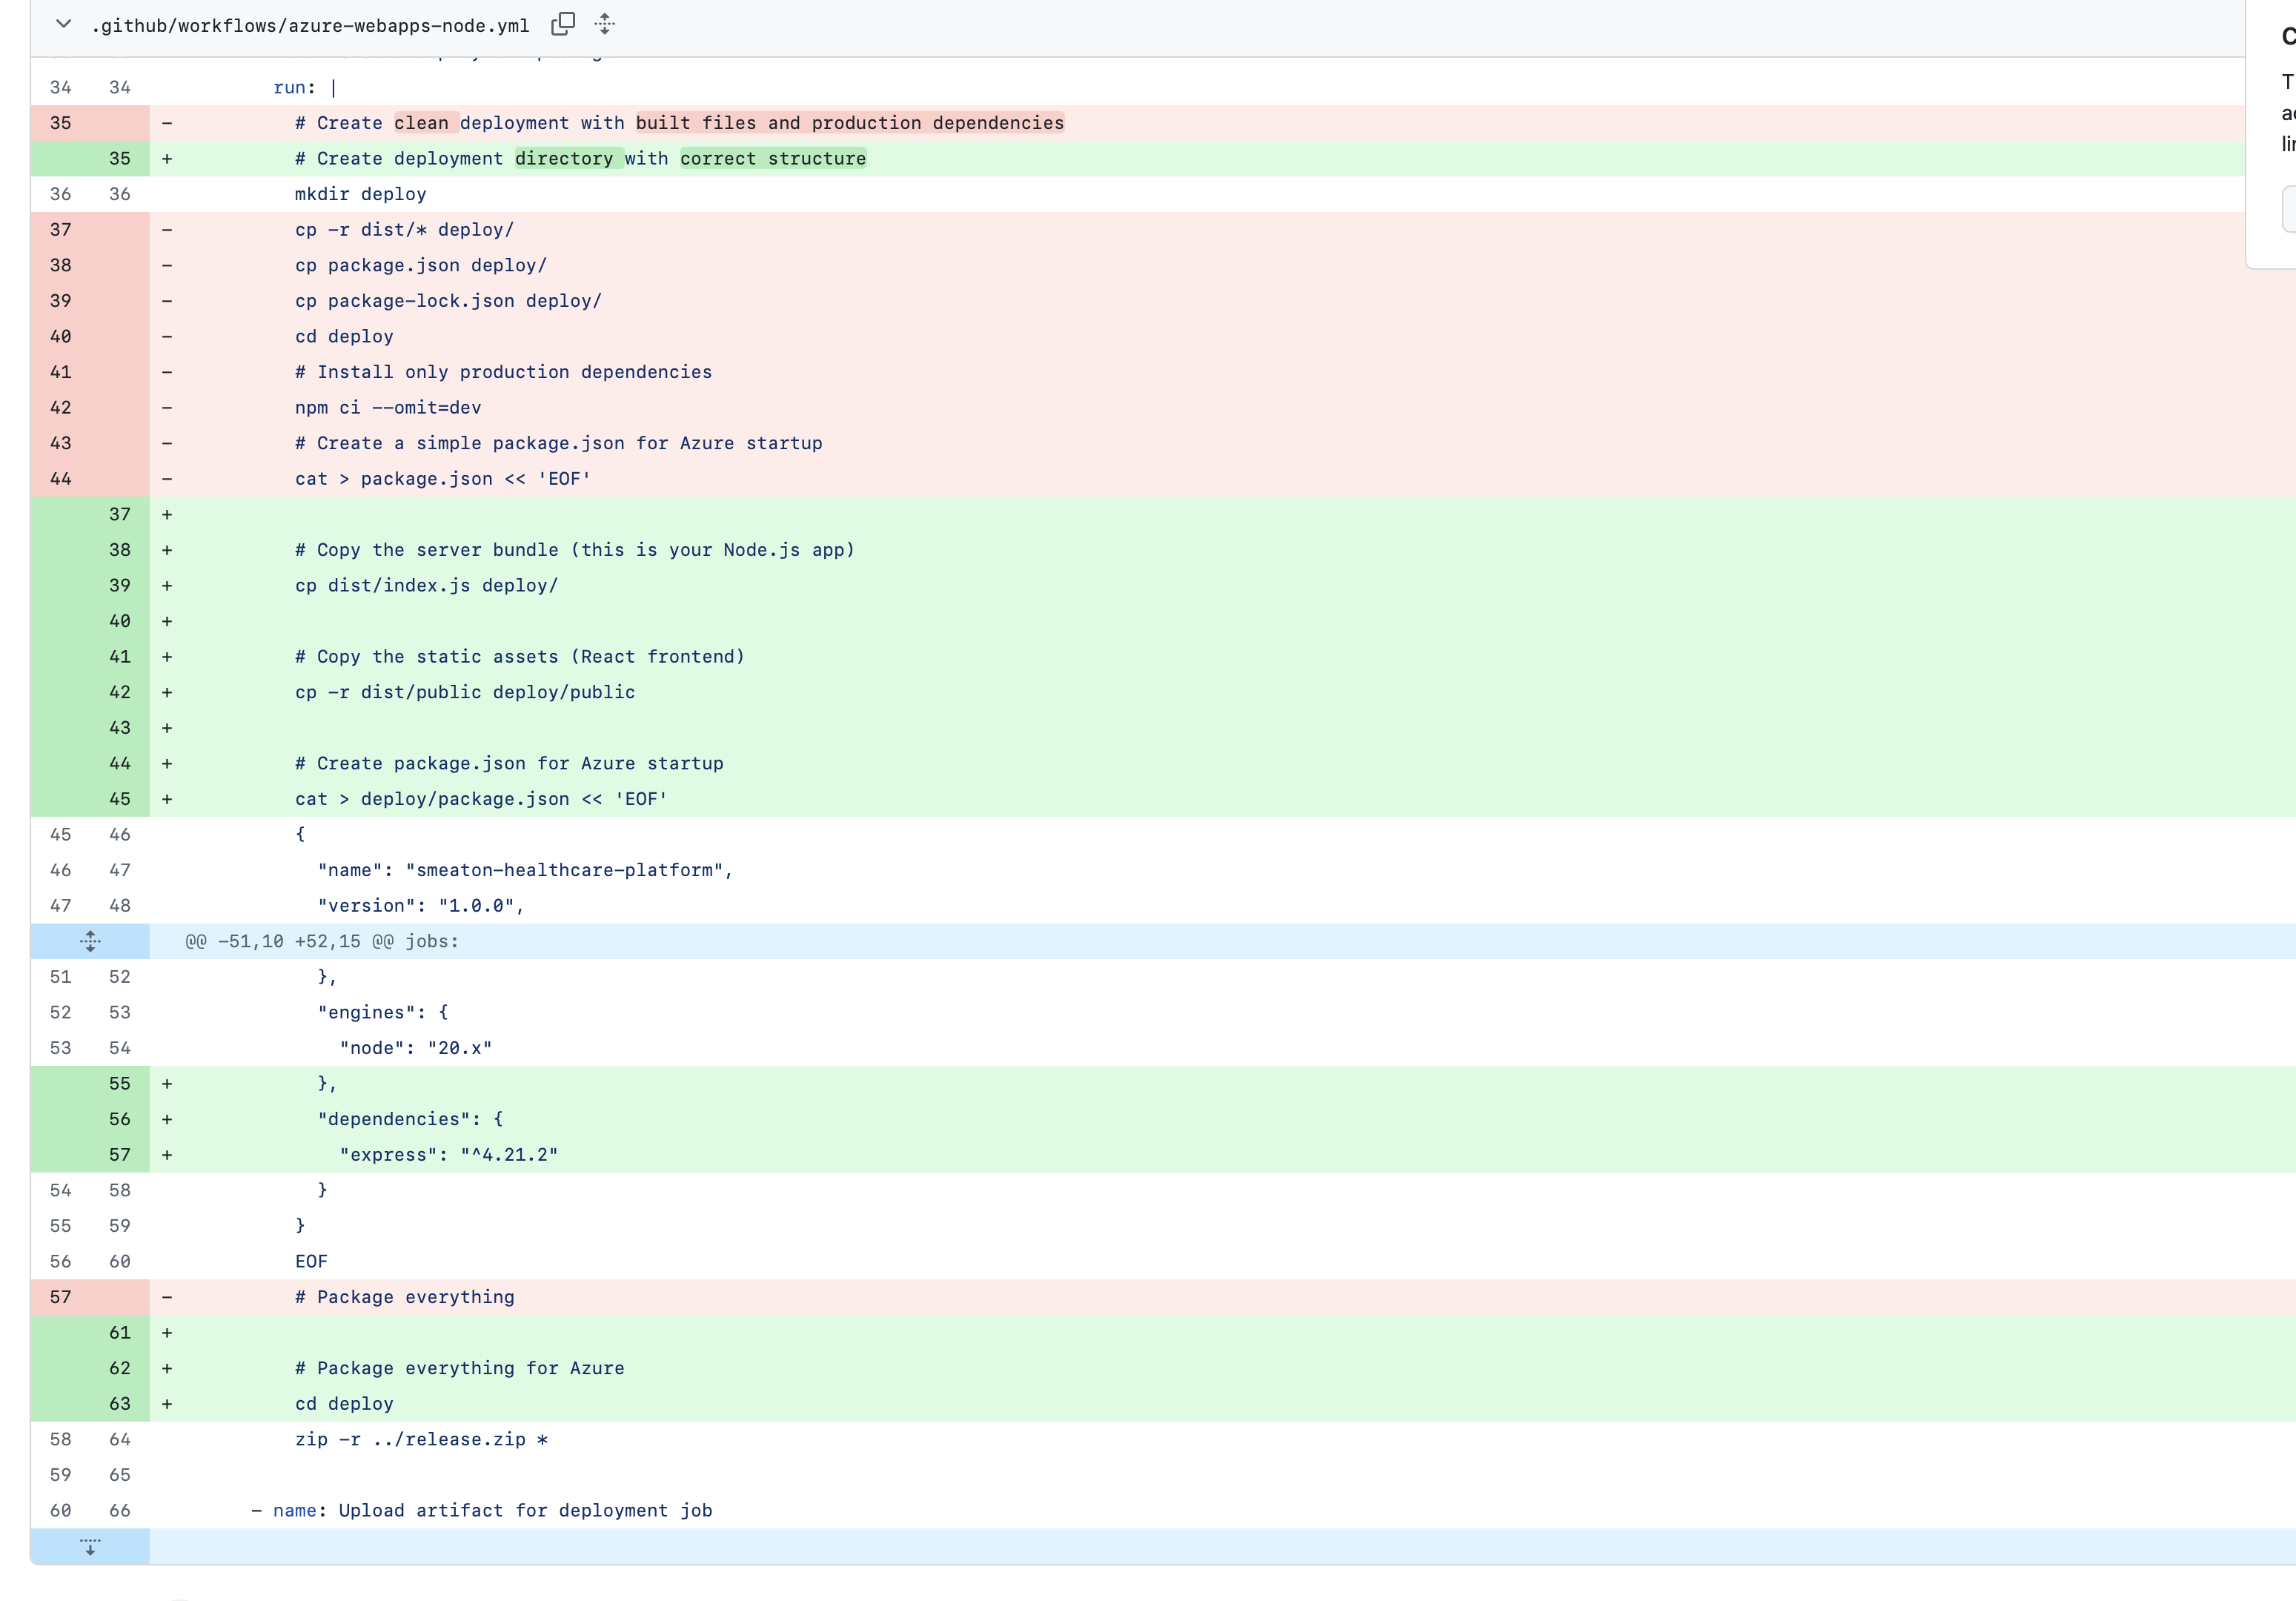 .github/workflows/azure-webapps-node.yml
34 34 run: |
35 - # Create clean deployment with built files and production dependencies
35 + # Create deployment directory with correct structure
36 36 mkdir deploy
37 - cp -r dist/* deploy/
38 - cp package.json deploy/
39 - cp package-lock.json deploy/
40 - cd deploy
41 - # Install only production dependencies
42 - npm ci --omit=dev
43 - # Create a simple package.json for Azure startup
44 - cat > package.json << 'EOF'
37 +
38 + # Copy the server bundle (this is your Node.js app)
39 + cp dist/index.js deploy/
40 +
41 + # Copy the static assets (React frontend)
42 + cp -r dist/public deploy/public
43 +
44 + # Create package.json for Azure startup
45 + cat > deploy/package.json << 'EOF'
45 46 {
46 47 "name": "smeaton-healthcare-platform",
47 48 "version": "1.0.0",
@@ -51,10 +52,15 @@ jobs:
51 52 },
52 53 "engines": {
53 54 "node": "20.x"
55 + },
56 + "dependencies": {
57 + "express": "^4.21.2"
54 58 }
55 59 }
56 60 EOF
57 - # Package everything
61 +
62 + # Package everything for Azure
63 + cd deploy
58 64 zip -r ../release.zip *
59 65
60 66 - name: Upload artifact for deployment job